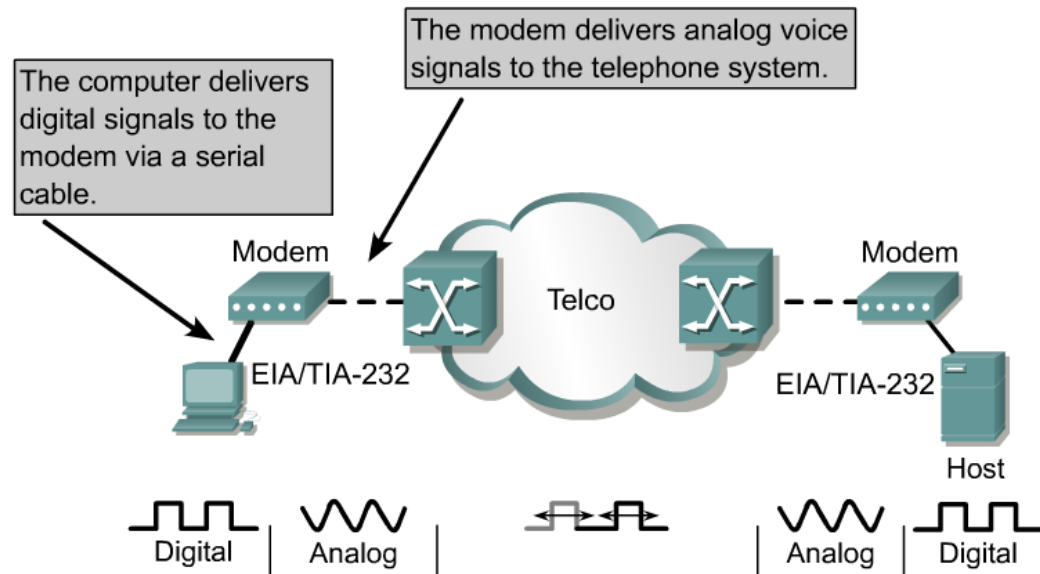 The modem delivers analog voice
signals to the telephone system.
The computer delivers
digital signals to the
modem via a serial
cable.
Modem
Modem
Telco
EIA/TIA-232
EIA/TIA-232
Host
Digital
Analog
Analog
Digital